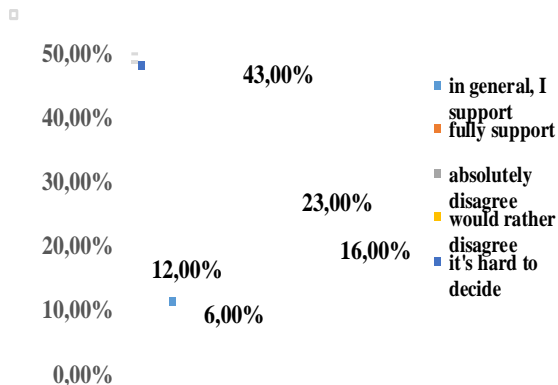 50,00%
40,00%
30,00%
20,00%
10,00%
0,00%
43,00%
23,00%
16,00%
12,00%
6,00%
in general, I
support
fully support
absolutely
disagree
would rather
disagree
it's hard to
decide